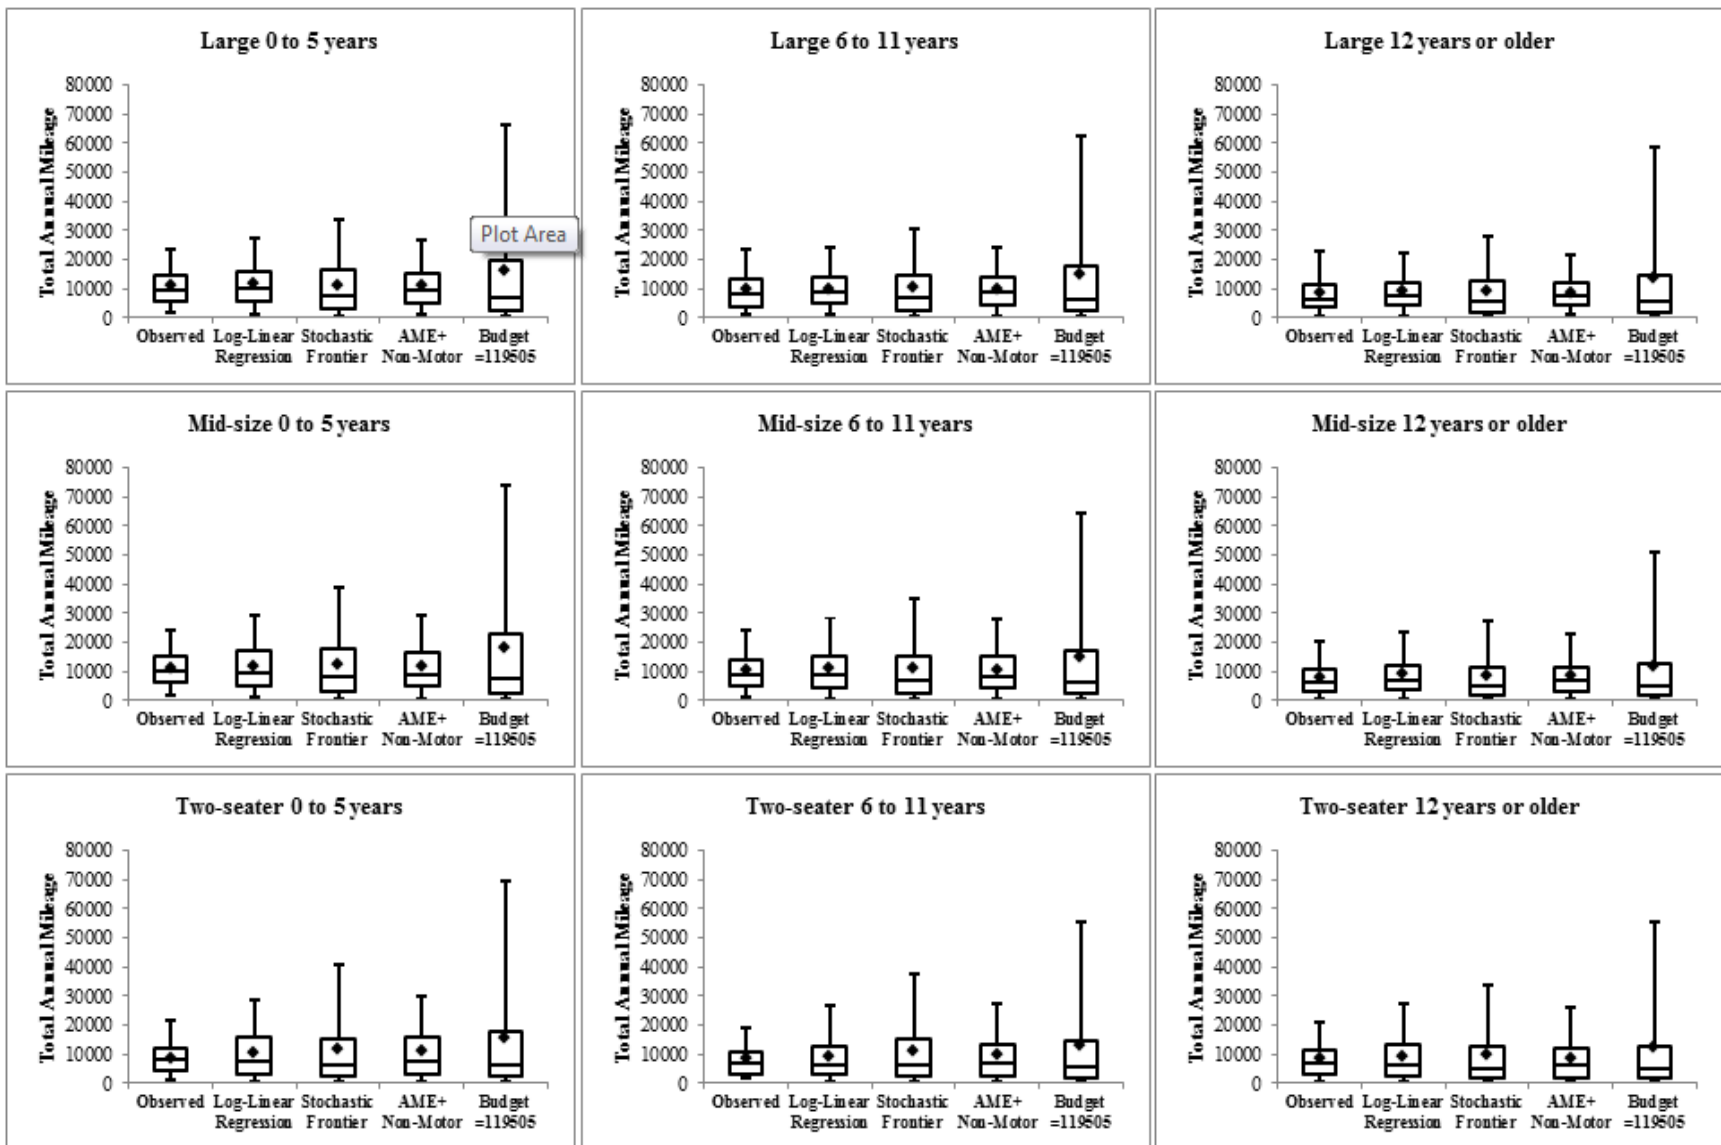 Large 0 to 5 years
Total Annual Mileage
80000
70000
60000
50000
40000
30000
20000
10000
0
Plot Area
Observed Log-Linear Stochastic AME+ Budget
Regression Frontier Non-Motor =119505
Large 6 to 11 years
Total Annual Mileage
80000
70000
60000
50000
40000
30000
20000
10000
0
Observed Log-Linear Stochastic AME+ Budget
Regression Frontier Non-Motor =119505
Large 12 years or older
Total Annual Mileage
80000
70000
60000
50000
40000
30000
20000
10000
0
Observed Log-Linear Stochastic AME+ Budget
Regression Frontier Non-Motor =119505
Mid-size 0 to 5 years
Total Annual Mileage
80000
70000
60000
50000
40000
30000
20000
10000
0
Observed Log-Linear Stochastic AME+ Budget
Regression Frontier Non-Motor =119505
Mid-size 6 to 11 years
Total Annual Mileage
80000
70000
60000
50000
40000
30000
20000
10000
0
Observed Log-Linear Stochastic AME+ Budget
Regression Frontier Non-Motor =119505
Mid-size 12 years or older
Total Annual Mileage
80000
70000
60000
50000
40000
30000
20000
10000
0
Observed Log-Linear Stochastic AME+ Budget
Regression Frontier Non-Motor =119505
Two-seater 0 to 5 years
Total Annual Mileage
80000
70000
60000
50000
40000
30000
20000
10000
0
Observed Log-Linear Stochastic AME+ Budget
Regression Frontier Non-Motor =119505
Two-seater 6 to 11 years
Total Annual Mileage
80000
70000
60000
50000
40000
30000
20000
10000
0
Observed Log-Linear Stochastic AME+ Budget
Regression Frontier Non-Motor =119505
Two-seater 12 years or older
Total Annual Mileage
80000
70000
60000
50000
40000
30000
20000
10000
0
Observed Log-Linear Stochastic AME+ Budget
Regression Frontier Non-Motor =119505